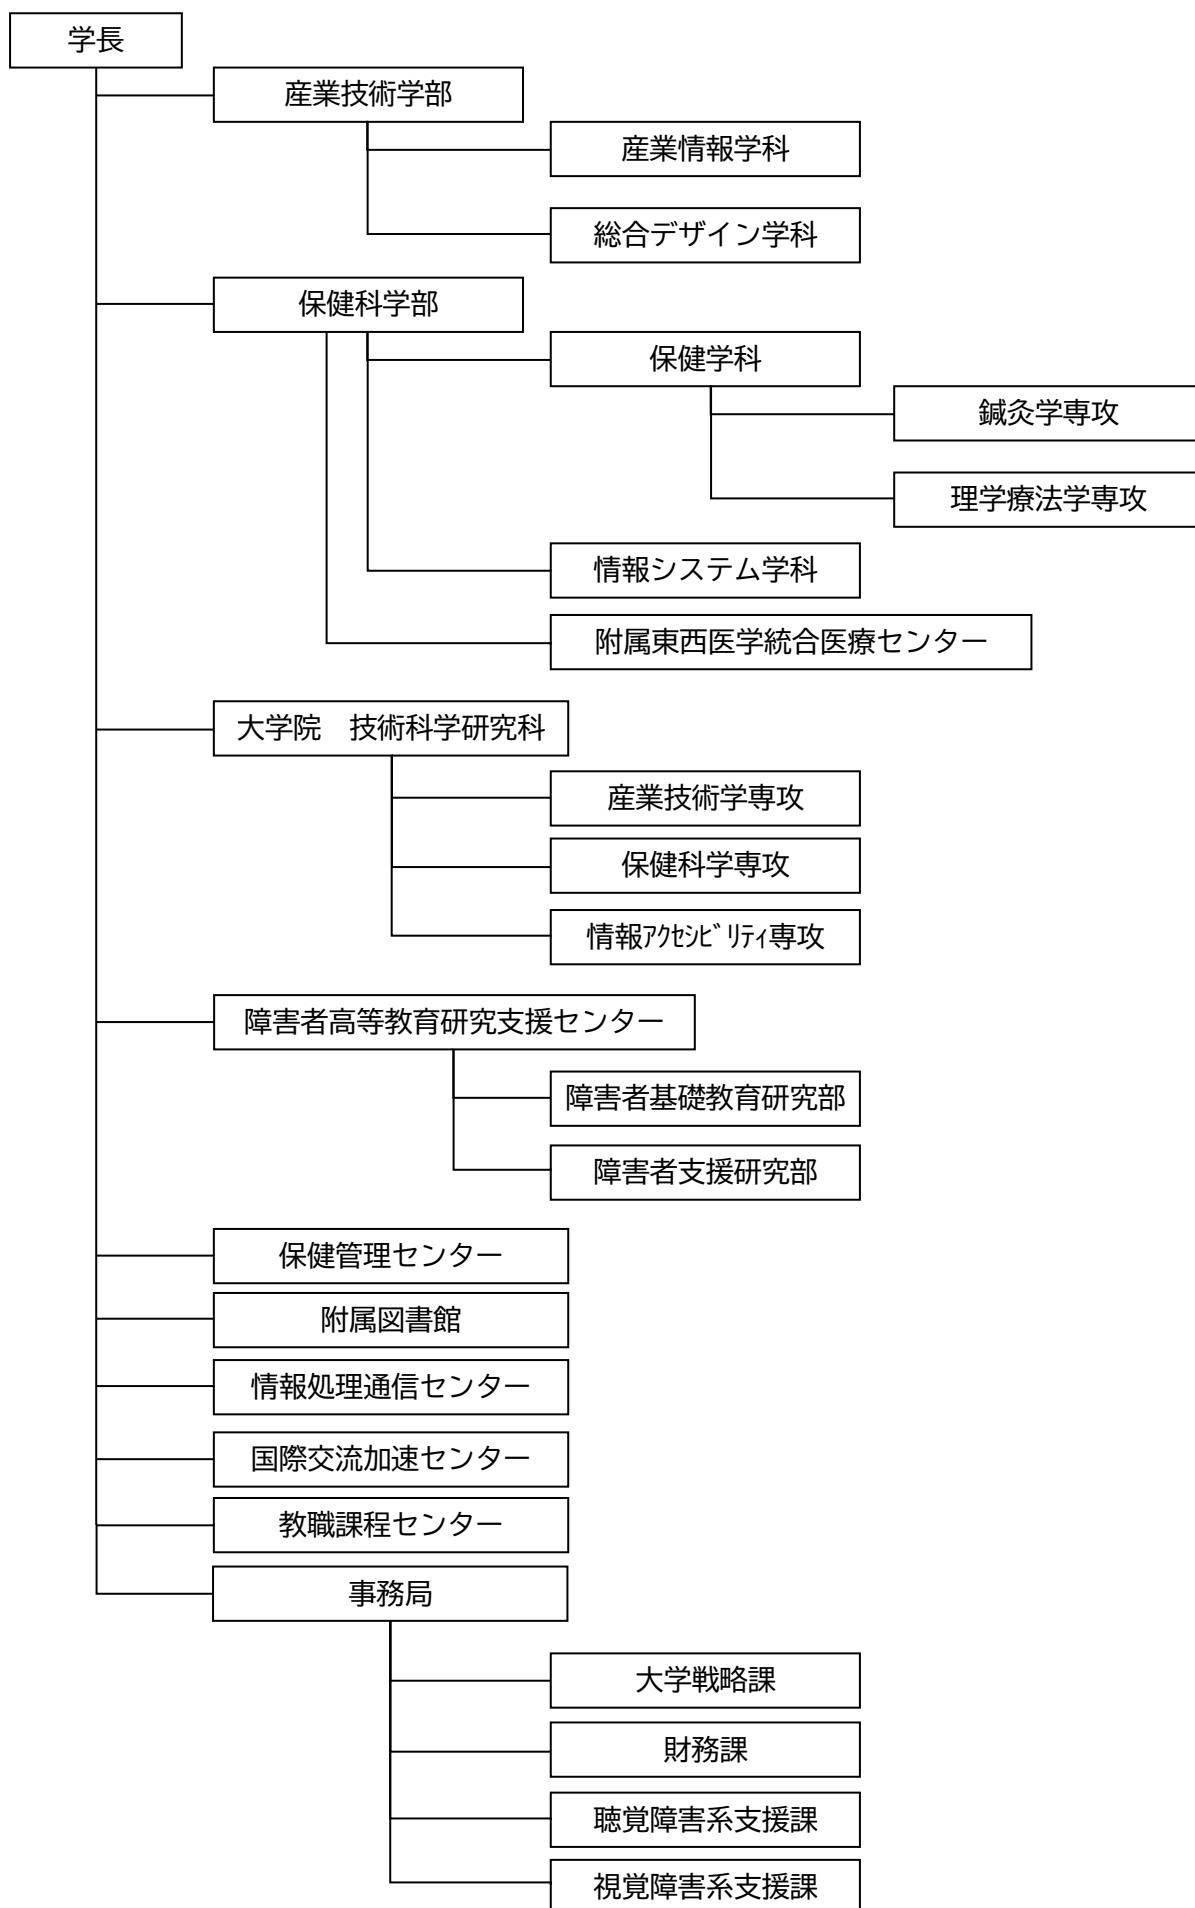 学長
産業技術学部
産業情報学科
総合デザイン学科
保健科学部
保健学科
鍼灸学専攻
理学療法学専攻
情報システム学科
附属東西医学統合医療センター
大学院　技術科学研究科
産業技術学専攻
保健科学専攻
情報ｱｸｾｼﾋﾞﾘﾃｨ専攻
障害者高等教育研究支援センター
障害者基礎教育研究部
障害者支援研究部
保健管理センター
附属図書館
情報処理通信センター
国際交流加速センター
教職課程センター
事務局
大学戦略課
財務課
聴覚障害系支援課
視覚障害系支援課